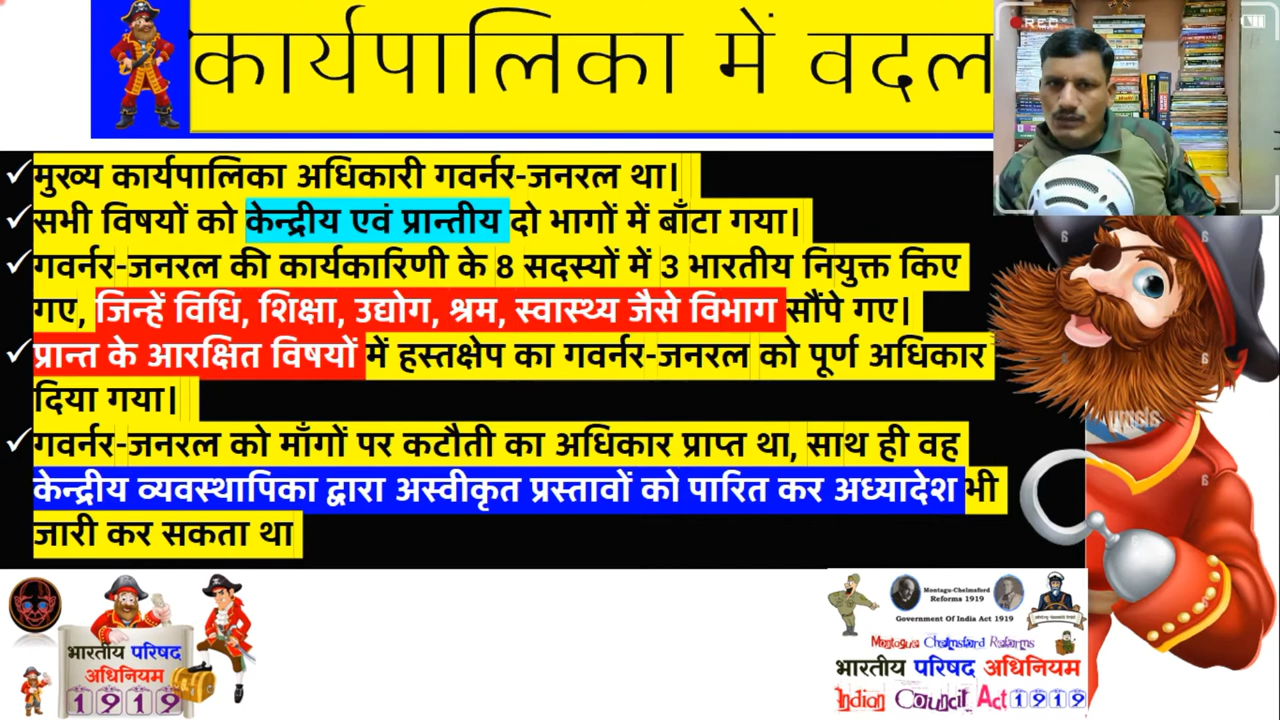 कार्यपालिका में वदल
REC
मुख्य कार्यपालिका अधिकारी गवर्नर-जनरल था|
सभी विषयों को केन्द्रीय एवं प्रान्तीय दो भागों में बाँटा गया|
गवर्नर-जनरल की कार्यकारिणी के 8 सदस्यों में 3 भारतीय नियुक्त किए
गए, जिन्हें विधि, शिक्षा, उद्योग, श्रम, स्वास्थ्य जैसे विभाग सौंपे गए|
प्रान्त के आरक्षित विषयों में हस्तक्षेप का गवर्नर-जनरल को पूर्ण अधिकार
दिया गया|
गवर्नर-जनरल को माँगों पर कटौती का अधिकार प्राप्त था, साथ ही वह
केन्द्रीय व्यवस्थापिका द्वारा अस्वीकृत प्रस्तावों को पारित कर अध्यादेश भी
जारी कर सकता था
भारतीय परिषद
अधिनियम
1919
Montagu-Chelmsford
Reforms 1919
Government Of India Act 1919
Montague Chelmsford Reforms
भारतीय परिषद अधिनियम
Indian Council Act 1919